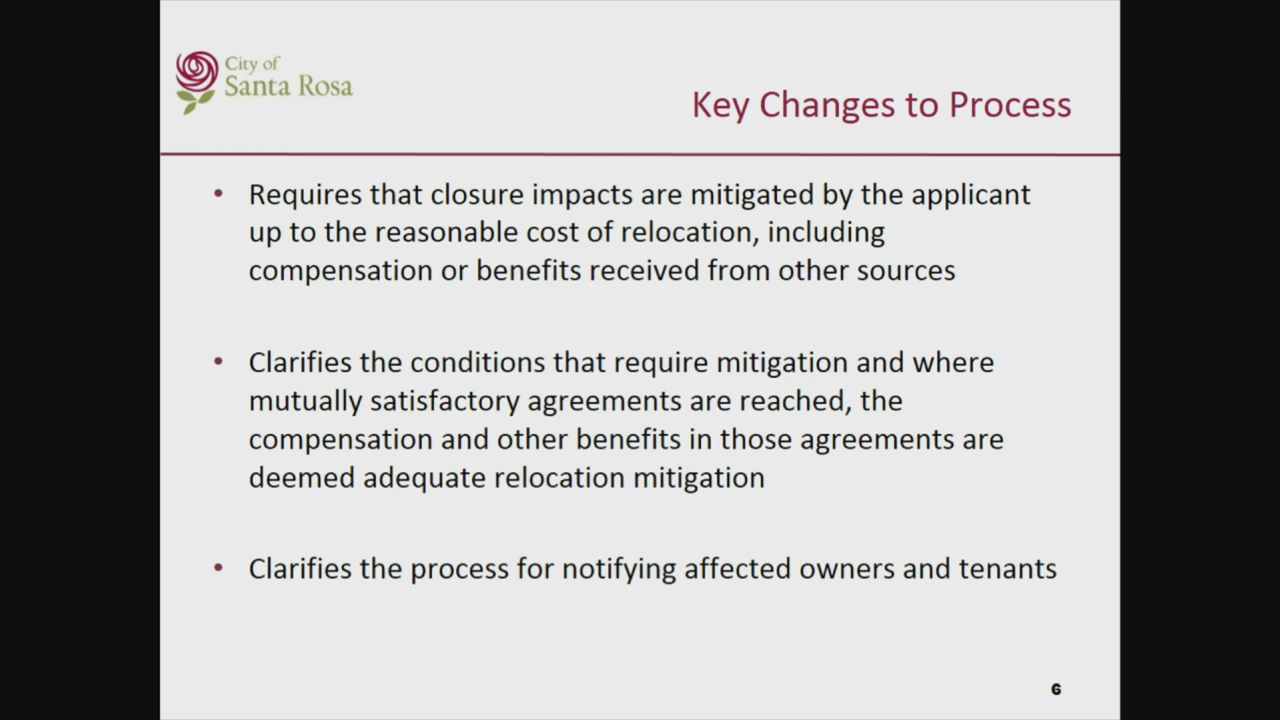 City of
Santa Rosa
Key Changes to Process
• Requires that closure impacts are mitigated by the applicant
up to the reasonable cost of relocation, including
compensation or benefits received from other sources
• Clarifies the conditions that require mitigation and where
mutually satisfactory agreements are reached, the
compensation and other benefits in those agreements are
deemed adequate relocation mitigation
• Clarifies the process for notifying affected owners and tenants
6